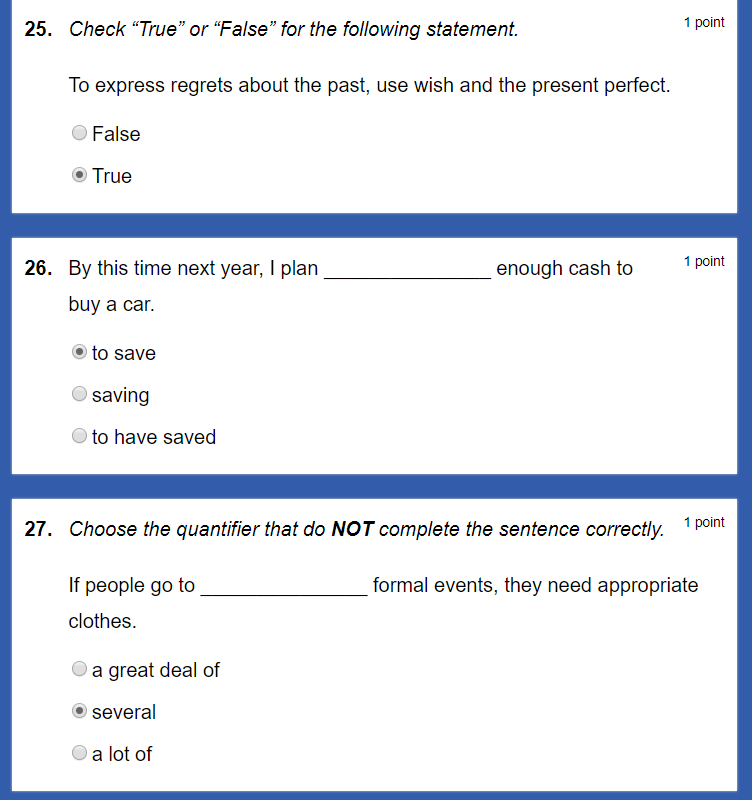 25. Check “True” or “False” for the following statement. 1 point
To express regrets about the past, use wish and the present perfect.
False
True
26. By this time next year, I plan _______________ enough cash to 1 point
buy a car.
to save
saving
to have saved
27. Choose the quantifier that do NOT complete the sentence correctly. 1 point
If people go to _______________ formal events, they need appropriate
clothes.
a great deal of
several
a lot of